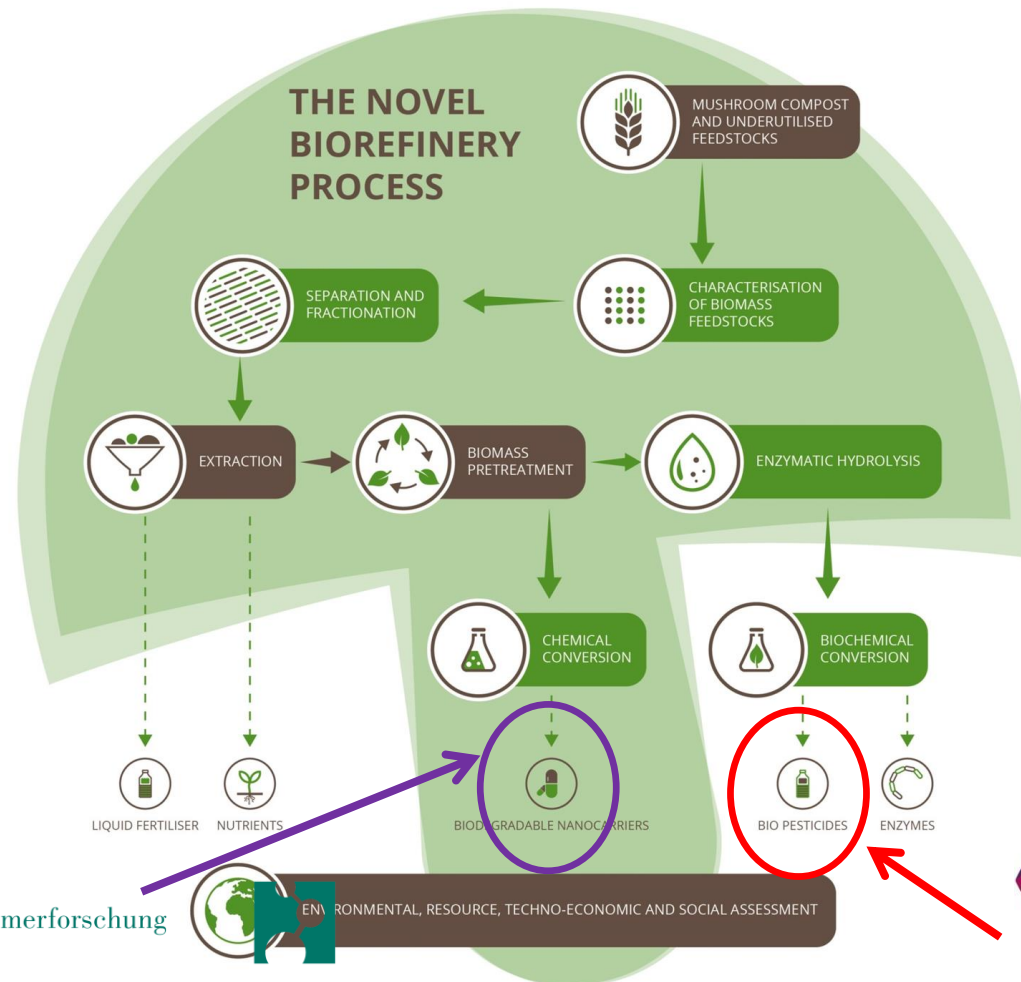 THE NOVEL
BIOREFINERY
PROCESS
MUSHROOM COMPOST
AND UNDERUTILISED
FEEDSTOCKS
SEPARATION AND
FRACTIONATION
CHARACTERISATION
OF BIOMASS
FEEDSTOCKS
EXTRACTION
BIOMASS
PRETREATMENT
ENZYMATIC HYDROLYSIS
CHEMICAL
CONVERSION
BIOCHEMICAL
CONVERSION
LIQUID FERTILISER
NUTRIENTS
BIODEGRADABLE NANOCARRIERS
BIO PESTICIDES
ENZYMES
merforschung
ENVIRONMENTAL, RESOURCE, TECHNO-ECONOMIC AND SOCIAL ASSESSMENT